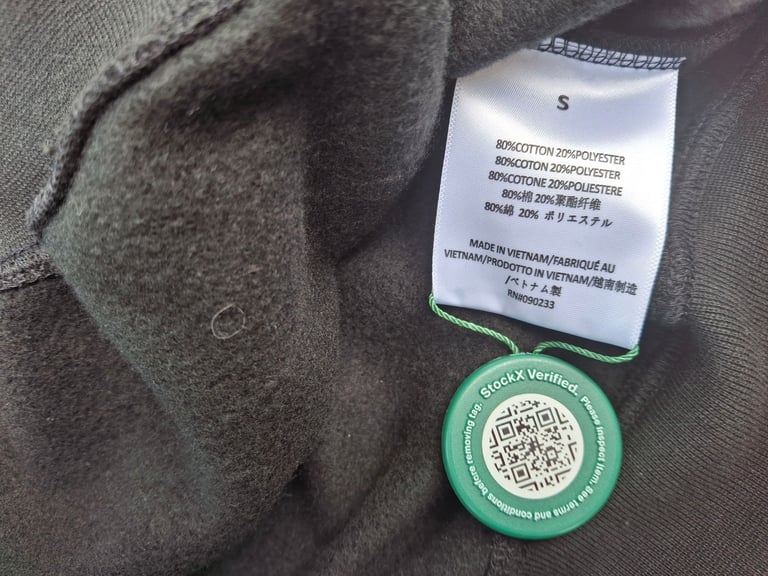 S
80%COTTON 20%POLYESTER
80%COTON 20%POLYESTER
80%COTONE 20%POLIESTERE
80%棉 20%聚酯纤维
80%綿 20% ポリエステル
MADE IN VIETNAM/FABRIQUÉ AU
VIETNAM/PRODOTTO IN VIETNAM/越南制造
/ベトナム製
RN#090233
StockX Verified.
Please inspect item. See terms and conditions before removing tag.